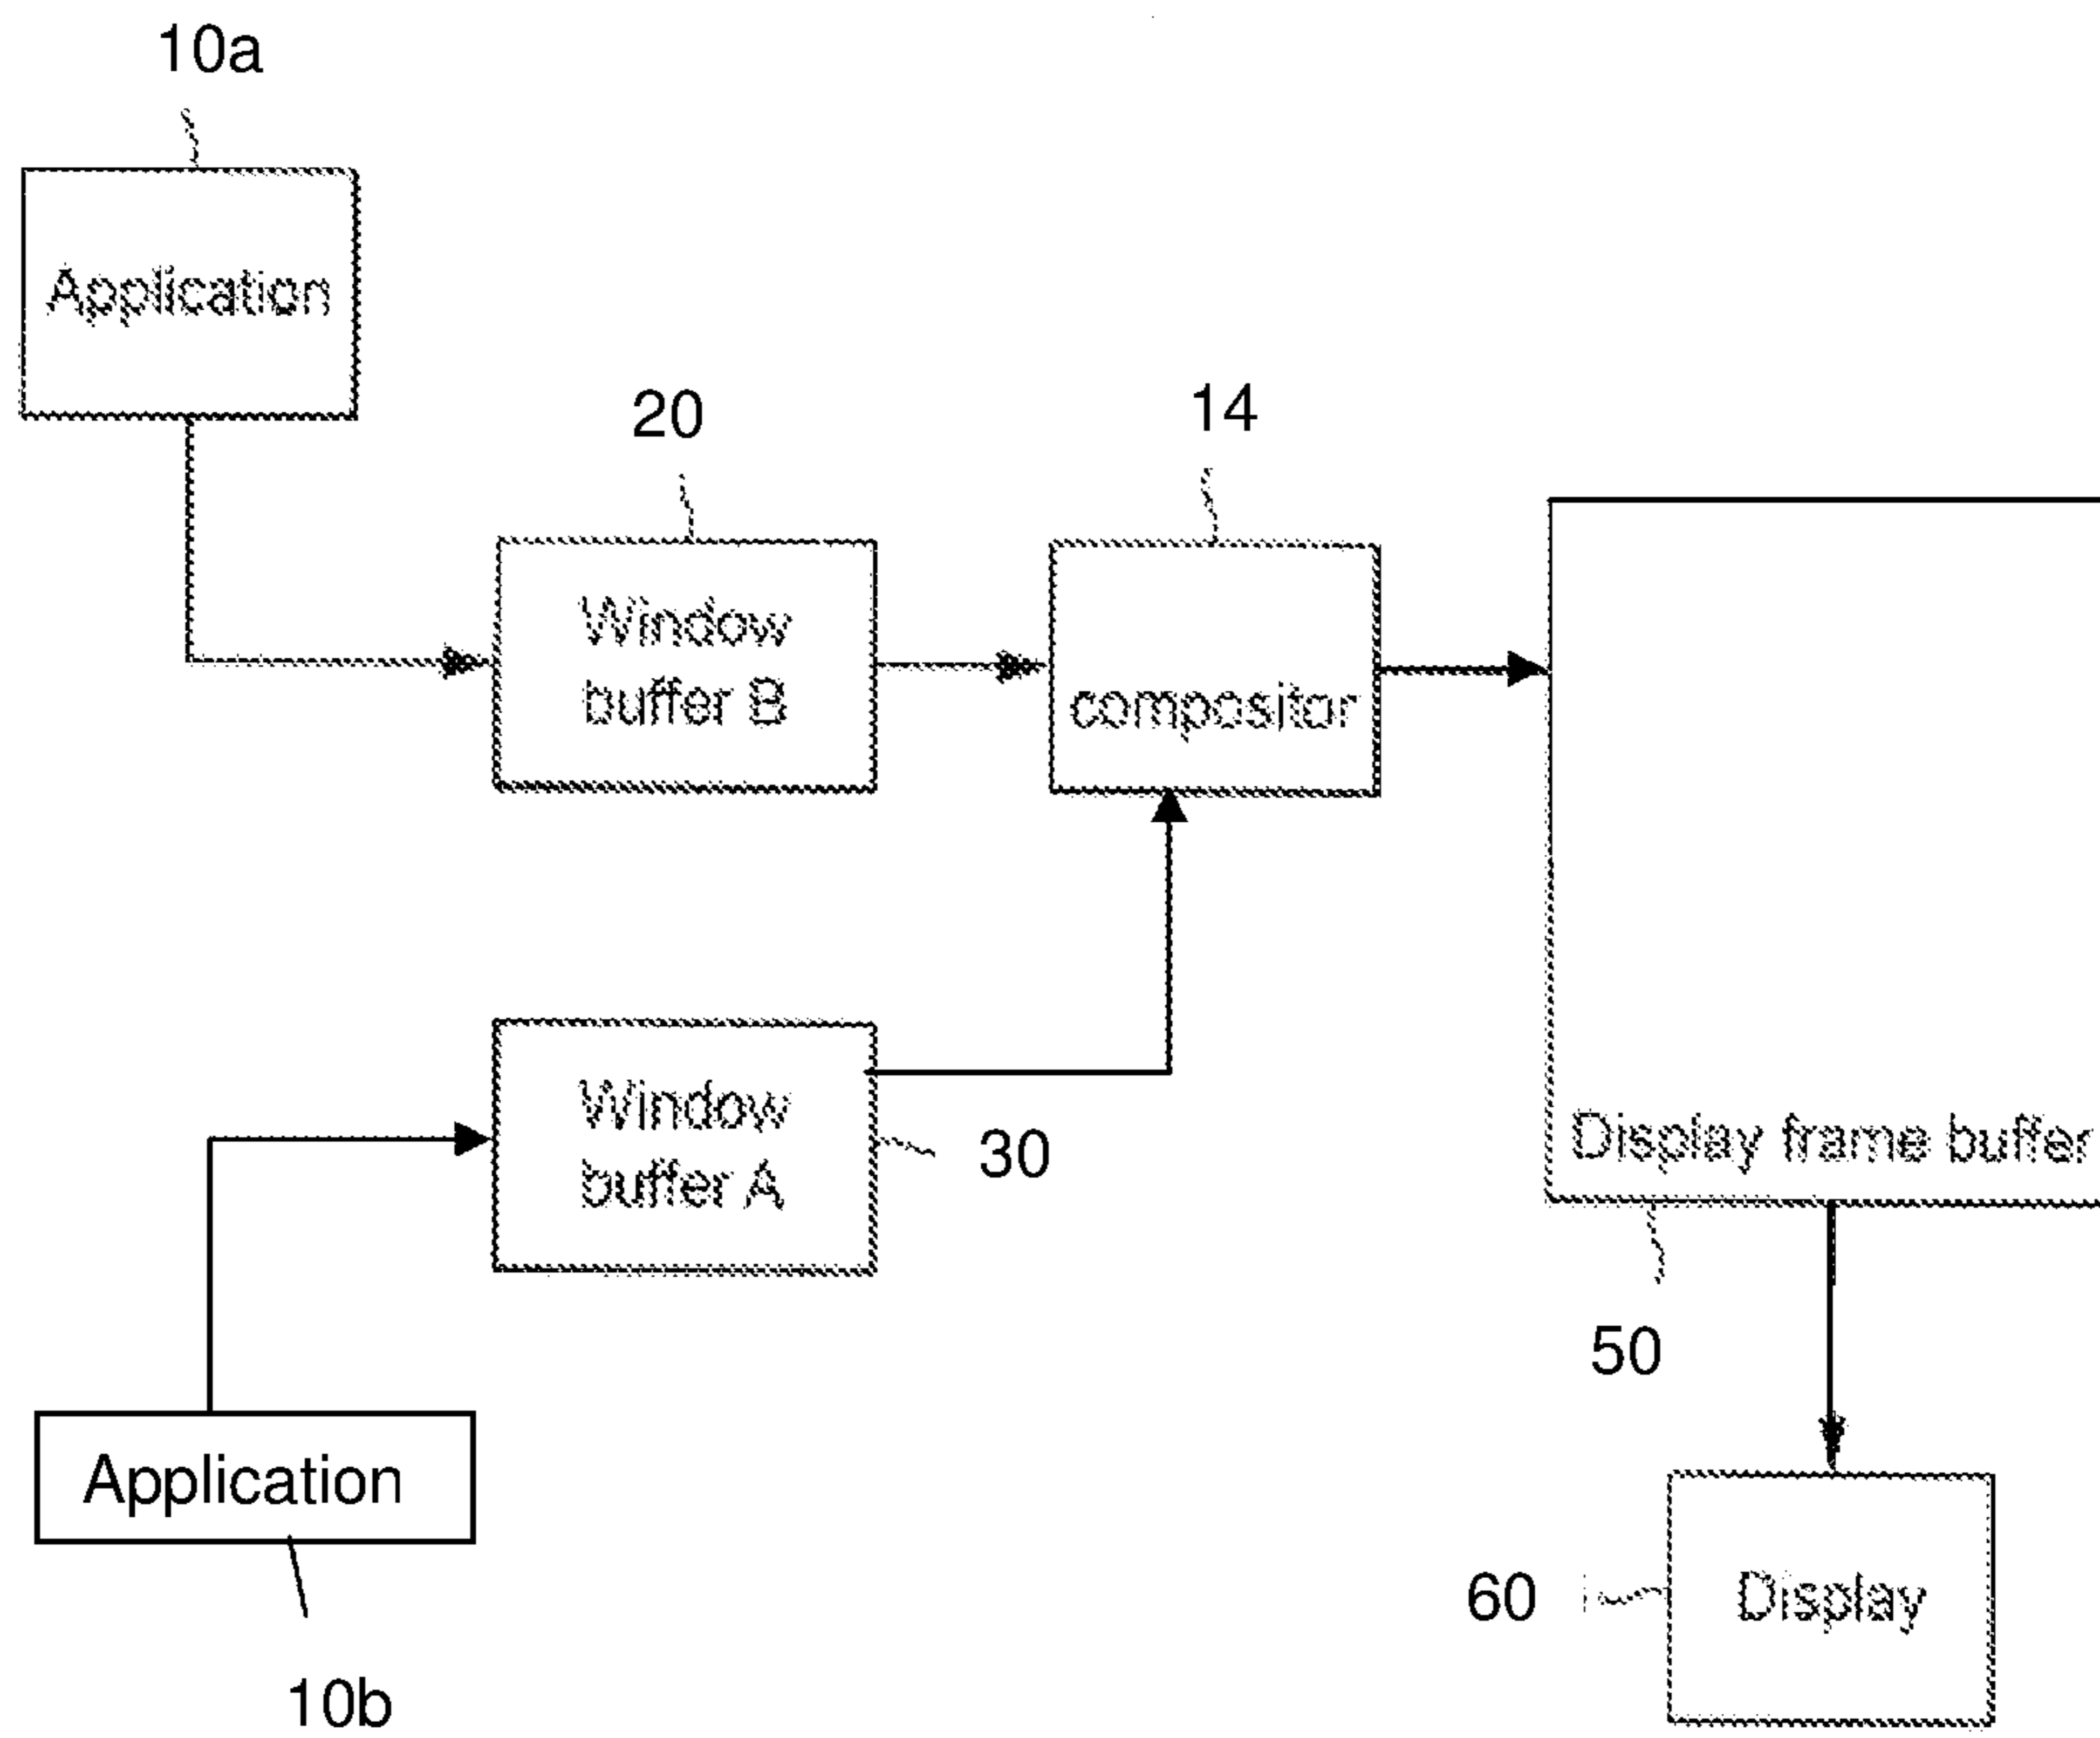 10a
Application
20
14
Window
buffer B
compositor
Window
buffer A
30
Display frame buffer
50
Application
10b
60
Display